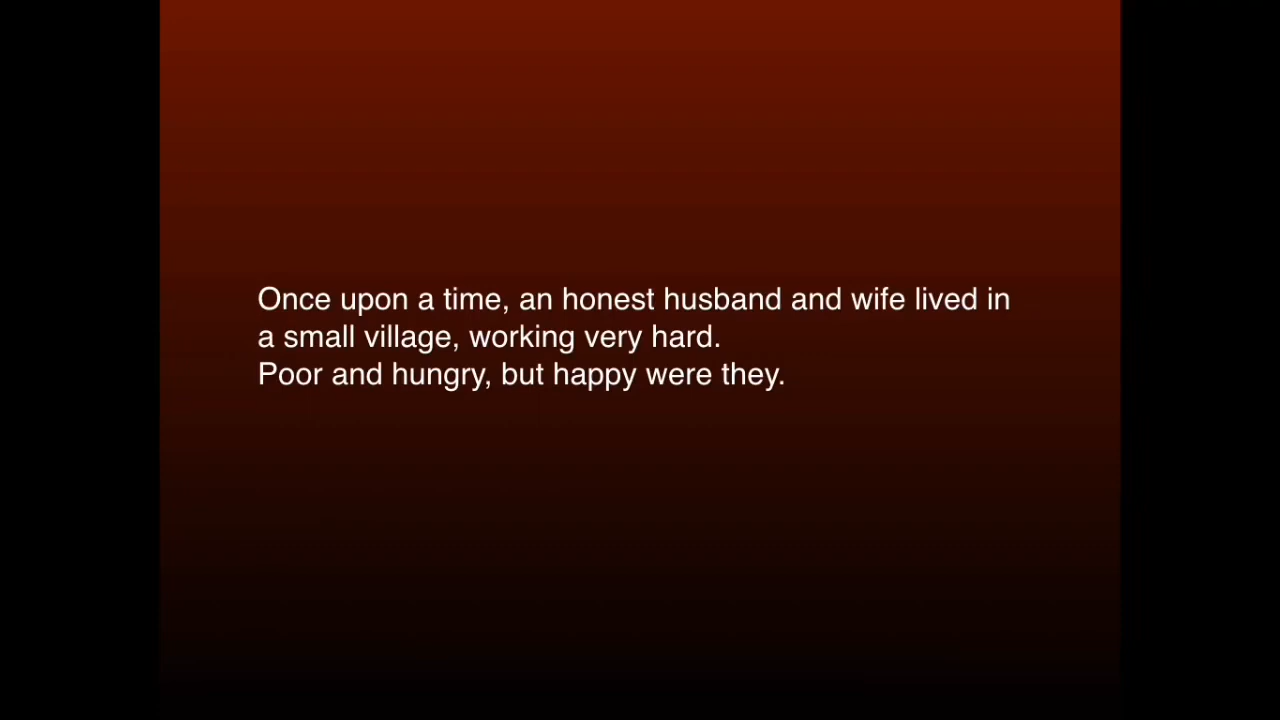 Once upon a time, an honest husband and wife lived in
a small village, working very hard.
Poor and hungry, but happy were they.